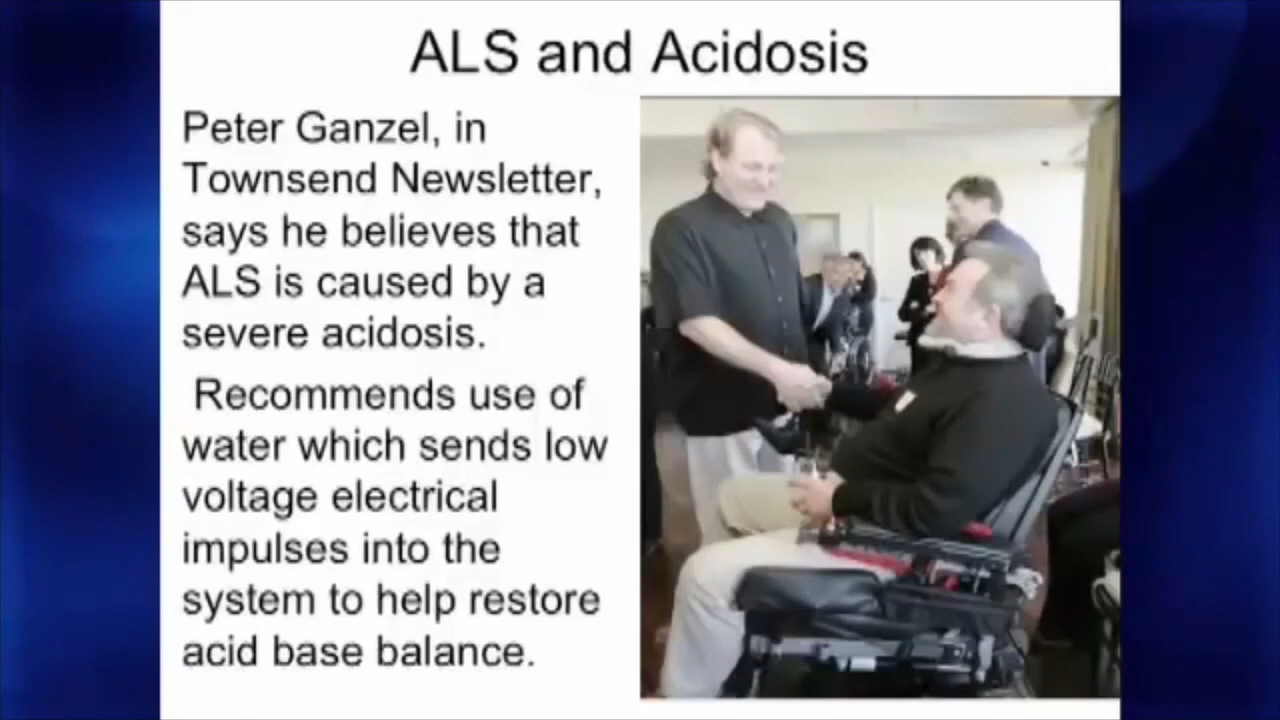 ALS and Acidosis
Peter Ganzel, in
Townsend Newsletter,
says he believes that
ALS is caused by a
severe acidosis.
Recommends use of
water which sends low
voltage electrical
impulses into the
system to help restore
acid base balance.